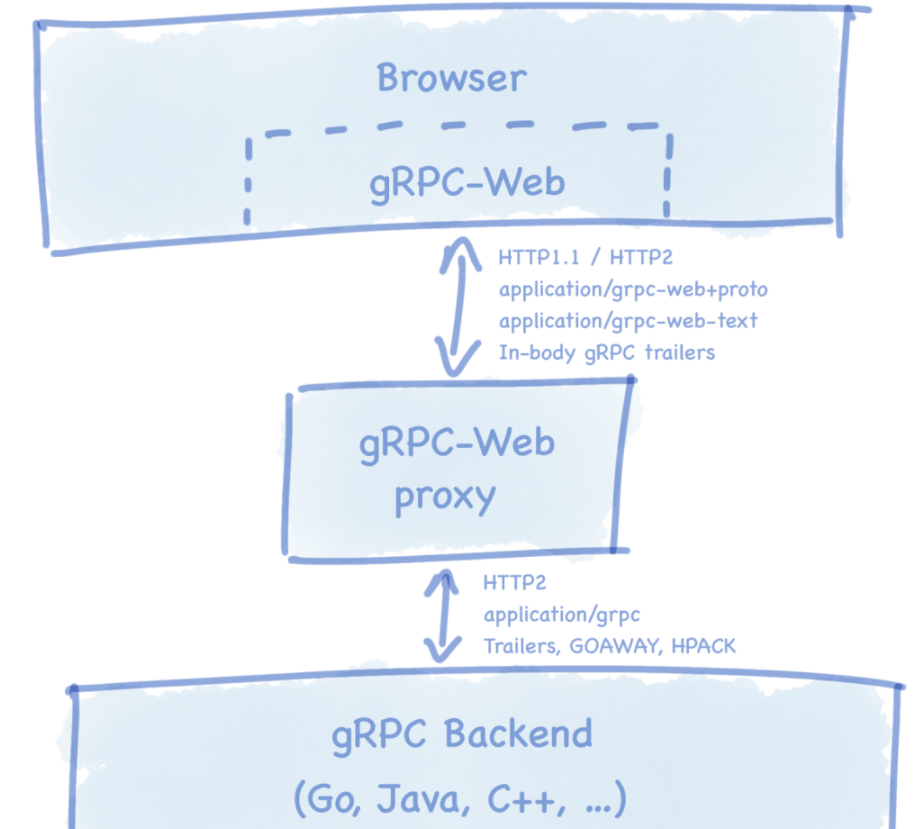 Browser
gRPC-Web
HTTP1.1 / HTTP2
application/grpc-web+proto
application/grpc-web-text
In-body gRPC trailers
gRPC-Web
proxy
HTTP2
application/grpc
Trailers, GOAWAY, HPACK
gRPC Backend
(Go, Java, C++, ...)